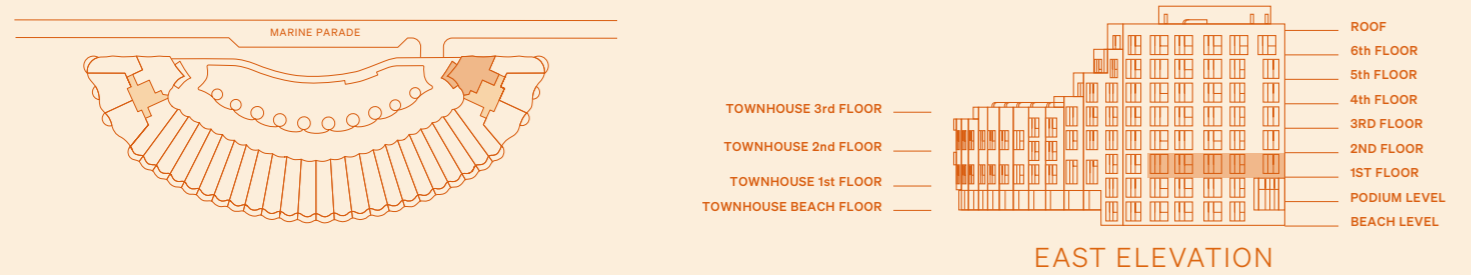 MARINE PARADE
TOWNHOUSE 3rd FLOOR
TOWNHOUSE 2nd FLOOR
TOWNHOUSE 1st FLOOR
TOWNHOUSE BEACH FLOOR
ROOF
6th FLOOR
5th FLOOR
4th FLOOR
3RD FLOOR
2ND FLOOR
1ST FLOOR
PODIUM LEVEL
BEACH LEVEL
EAST ELEVATION